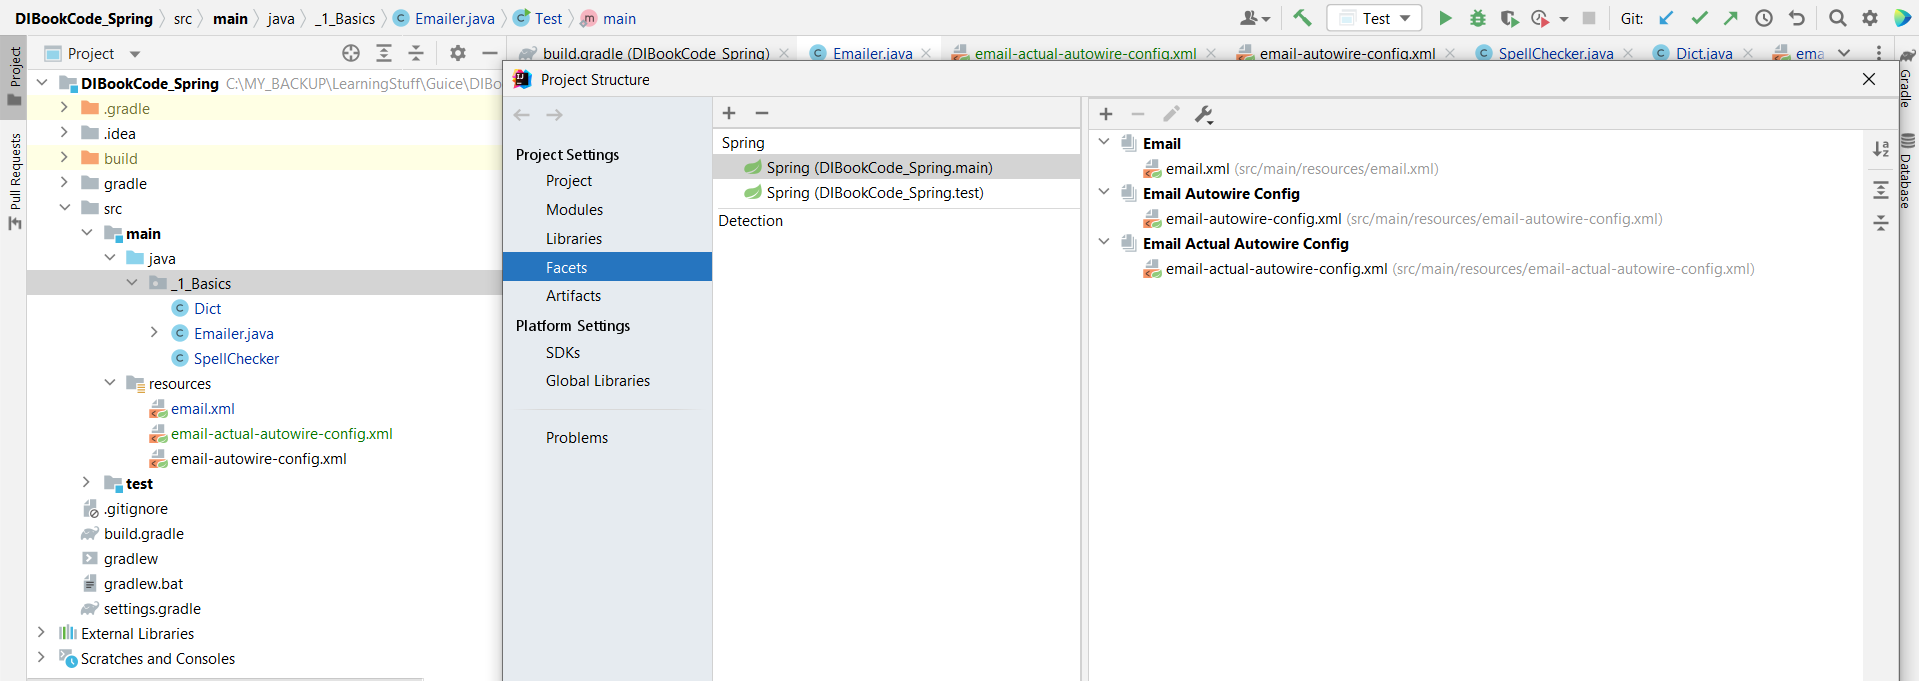 DIBookCode_Spring src main java _1_Basics Emailer.java Test main
Test
Git:
Project
build.gradle (DIBookCode_Spring) Emailer.java email-actual-autowire-config.xml email-autowire-config.xml SpellChecker.java Dict.java ema
Project
Pull Requests
DIBookCode_Spring C:\MY_BACKUP\LearningStuff\Guice\DIBo
.gradle
.idea
build
gradle
src
main
java
_1_Basics
Dict
Emailer.java
SpellChecker
resources
email.xml
email-actual-autowire-config.xml
email-autowire-config.xml
test
.gitignore
build.gradle
gradlew
gradlew.bat
settings.gradle
External Libraries
Scratches and Consoles
Project Structure
Project Settings
Project
Modules
Libraries
Facets
Artifacts
Platform Settings
SDKs
Global Libraries
Problems
Spring
Spring (DIBookCode_Spring.main)
Spring (DIBookCode_Spring.test)
Detection
Email
email.xml (src/main/resources/email.xml)
Email Autowire Config
email-autowire-config.xml (src/main/resources/email-autowire-config.xml)
Email Actual Autowire Config
email-actual-autowire-config.xml (src/main/resources/email-actual-autowire-config.xml)
Gradle
Database